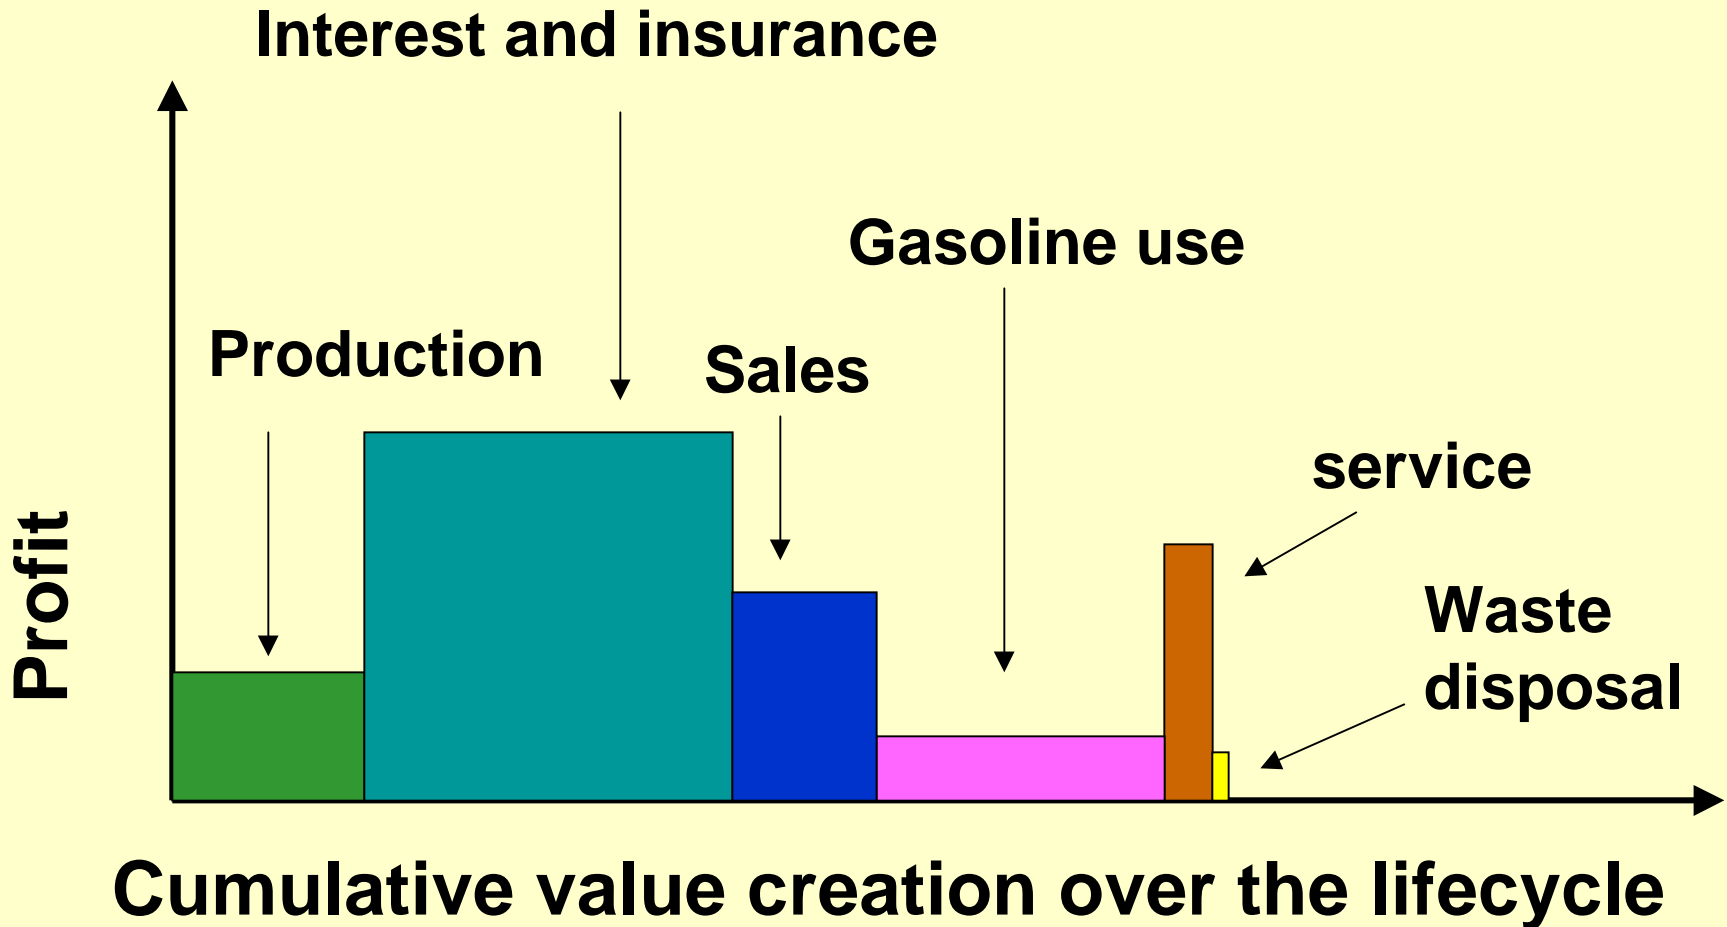 Interest and insurance
Gasoline use
Production
Sales
service
Waste
disposal
Profit
Cumulative value creation over the lifecycle